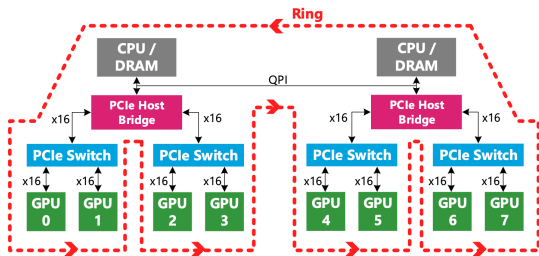 Ring
CPU /
DRAM
CPU /
DRAM
QPI
PCIe Host
Bridge
PCIe Host
Bridge
x16
x16
x16
x16
PCIe Switch
PCIe Switch
PCIe Switch
PCIe Switch
x16
x16
x16
x16
x16
x16
x16
x16
GPU
0
GPU
1
GPU
2
GPU
3
GPU
4
GPU
5
GPU
6
GPU
7